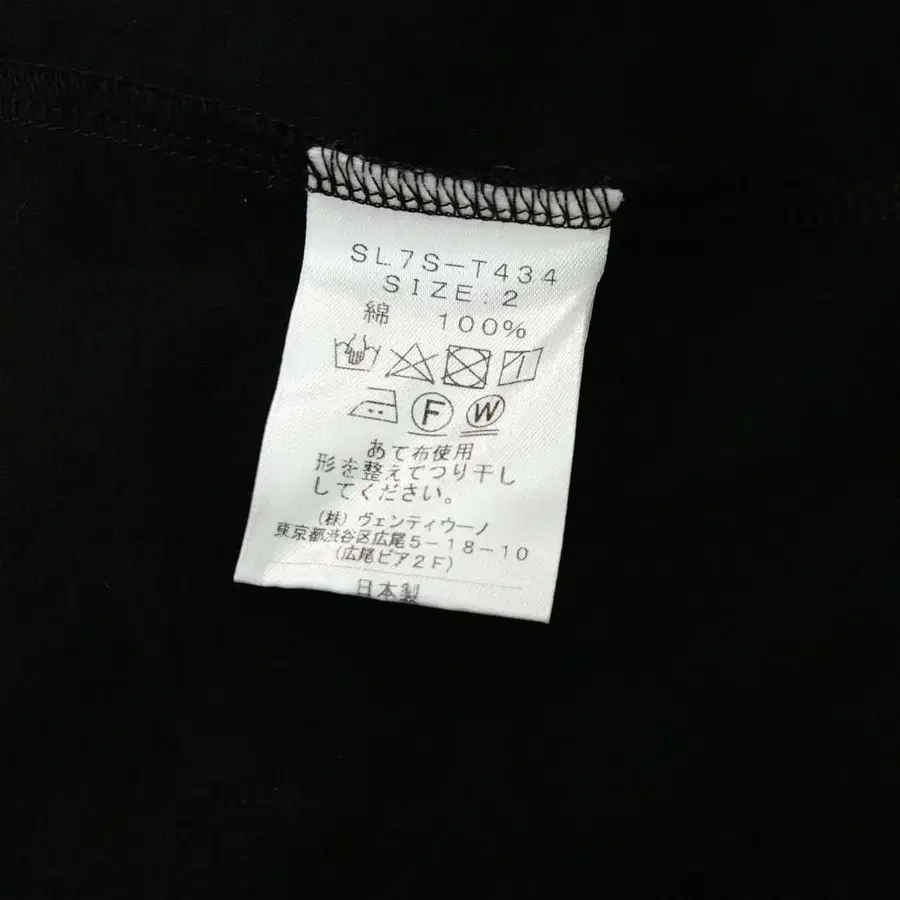 SL7S-T434
SIZE:2
綿 100%
F W
あて布使用
形を整えてつり干し
してください。
(株)ヴェンティウーノ
東京都渋谷区広尾5-18-10
(広尾ピア2F)
日本製